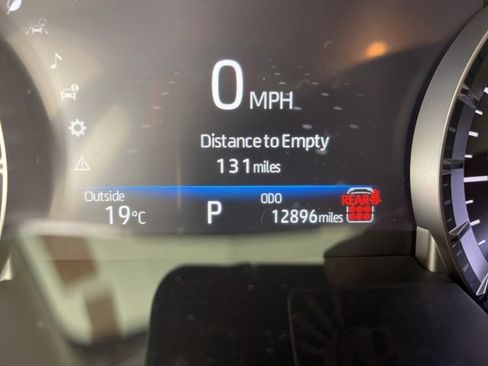 0 MPH
Distance to Empty
131 miles
Outside
19°C
P
ODO
12896 miles
REAR